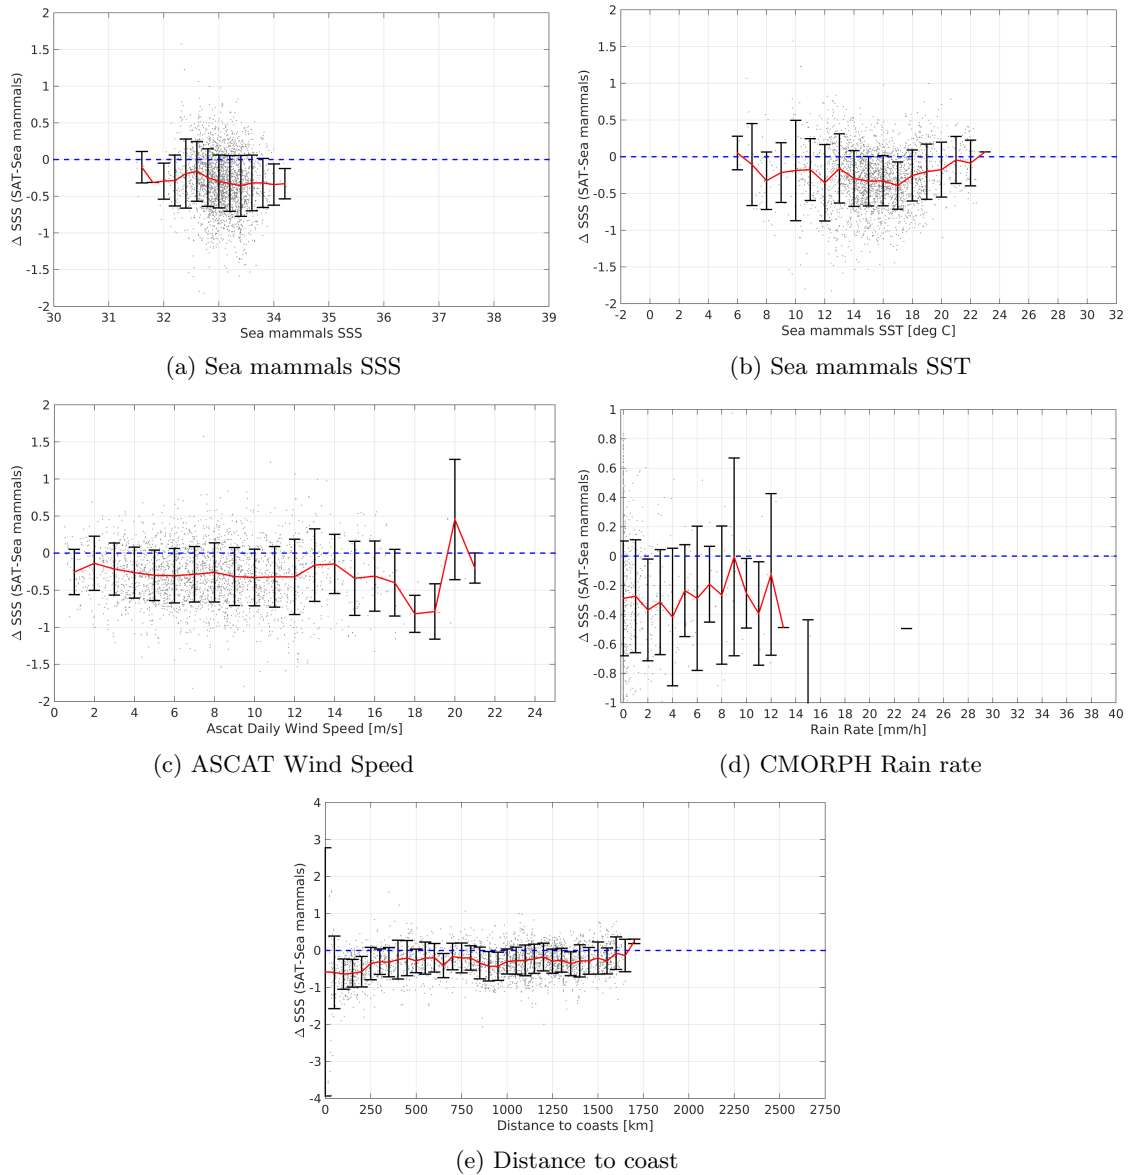 2
1.5
1
0.5
0
-0.5
-1
-1.5
-2
Δ SSS (SAT-Sea mammals)
30 31 32 33 34 35 36 37 38 39
Sea mammals SSS
(a) Sea mammals SSS
2
1.5
1
0.5
0
-0.5
-1
-1.5
-2
Δ SSS (SAT-Sea mammals)
-2 0 2 4 6 8 10 12 14 16 18 20 22 24 26 28 30 32
Sea mammals SST [deg C]
(b) Sea mammals SST
2
1.5
1
0.5
0
-0.5
-1
-1.5
-2
Δ SSS (SAT-Sea mammals)
0 2 4 6 8 10 12 14 16 18 20 22 24
Ascat Daily Wind Speed [m/s]
(c) ASCAT Wind Speed
1
0.8
0.6
0.4
0.2
0
-0.2
-0.4
-0.6
-0.8
-1
Δ SSS (SAT-Sea mammals)
0 2 4 6 8 10 12 14 16 18 20 22 24 26 28 30 32 34 36 38 40
Rain Rate [mm/h]
(d) CMORPH Rain rate
4
3
2
1
0
-1
-2
-3
-4
Δ SSS (SAT-Sea mammals)
0 250 500 750 1000 1250 1500 1750 2000 2250 2500 2750
Distance to coasts [km]
(e) Distance to coast